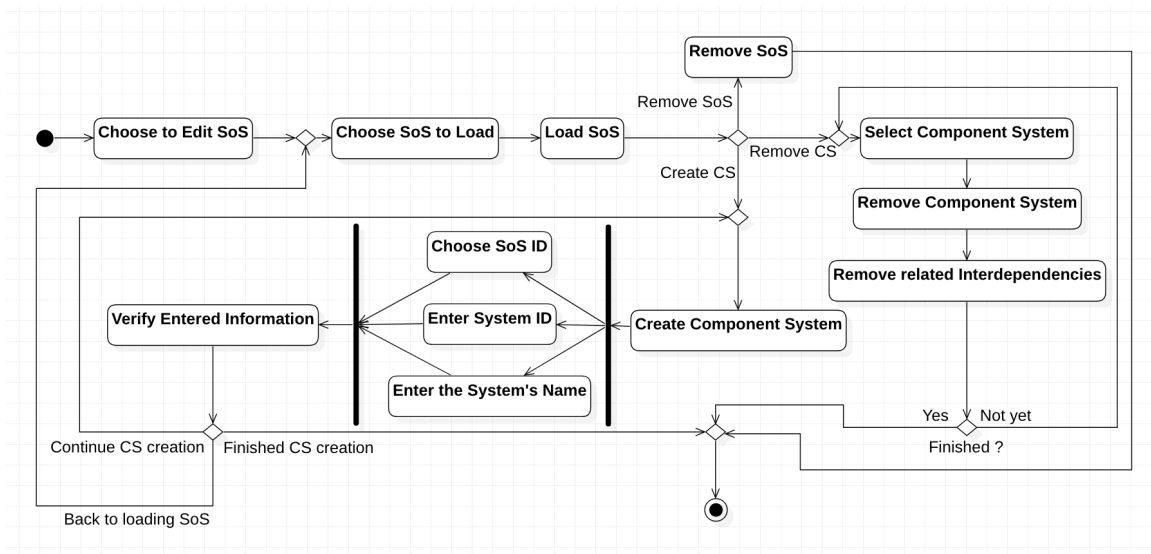 Remove SoS
Remove SoS
Choose to Edit SoS
Choose SoS to Load
Load SoS
Select Component System
Remove CS
Create CS
Remove Component System
Choose SoS ID
Remove related Interdependencies
Verify Entered Information
Enter System ID
Create Component System
Enter the System's Name
Yes
Not yet
Continue CS creation
Finished CS creation
Finished ?
Back to loading SoS